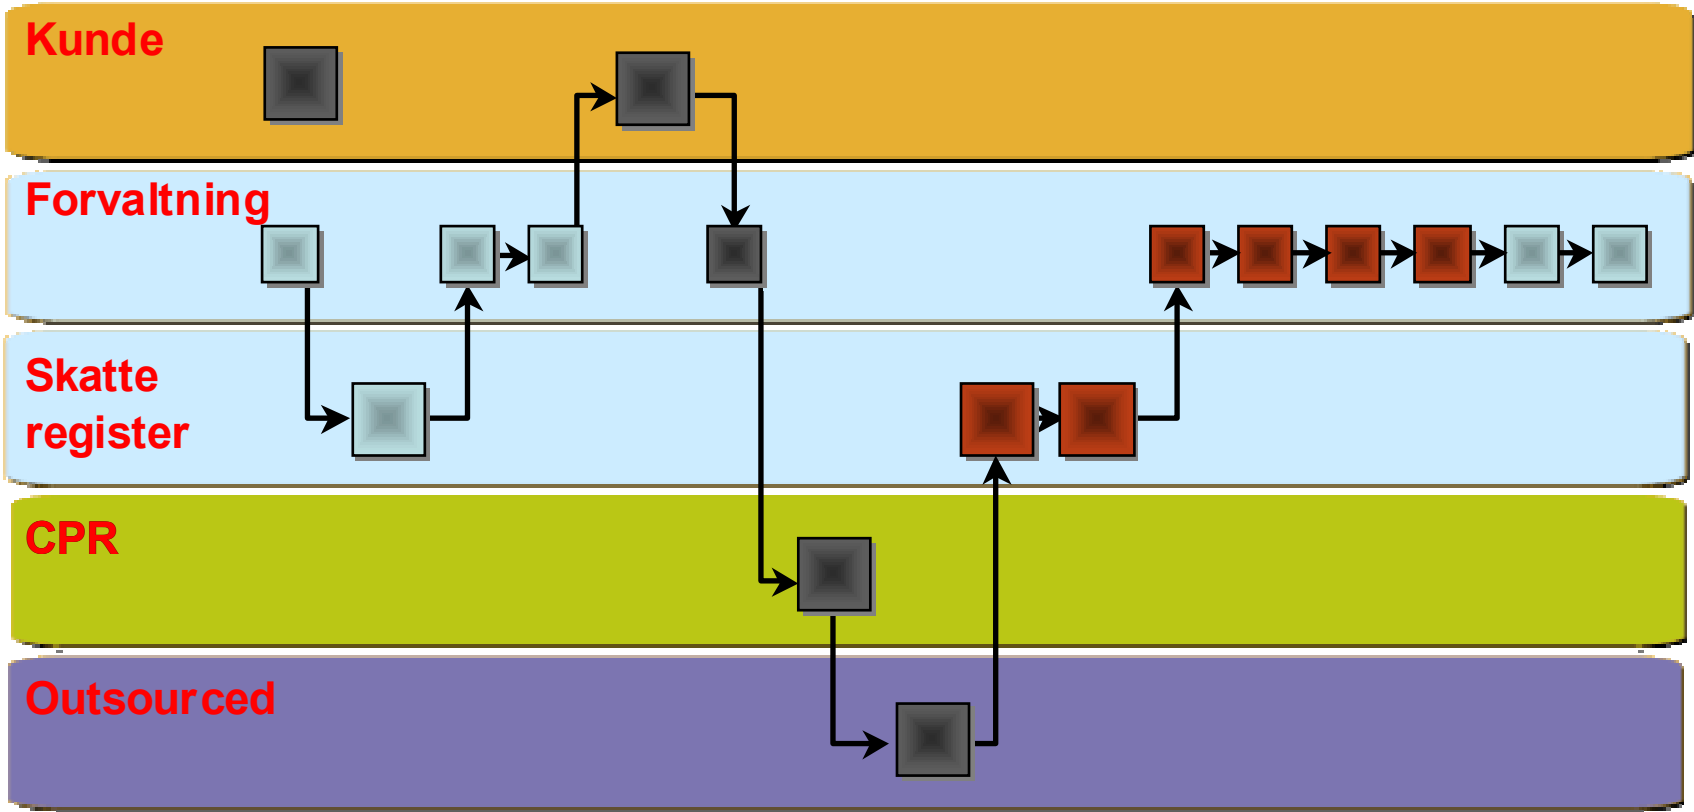 Kunde
Forvaltning
Skatte
register
CPR
Outsourced